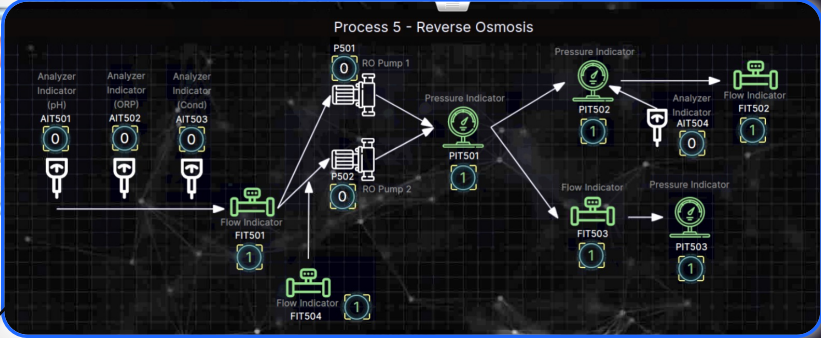 Process 5 - Reverse Osmosis
Analyzer
Indicator
(pH)
AIT501
0
Analyzer
Indicator
(ORP)
AIT502
0
Analyzer
Indicator
(Cond)
AIT503
0
Flow Indicator
FIT501
1
P501
0
RO Pump 1
P502
0
RO Pump 2
Flow Indicator
FIT504
1
Pressure Indicator
PIT501
1
Pressure Indicator
PIT502
1
Analyzer
Indicator
AIT504
0
Flow Indicator
FIT502
1
Flow Indicator
FIT503
1
Pressure Indicator
PIT503
1